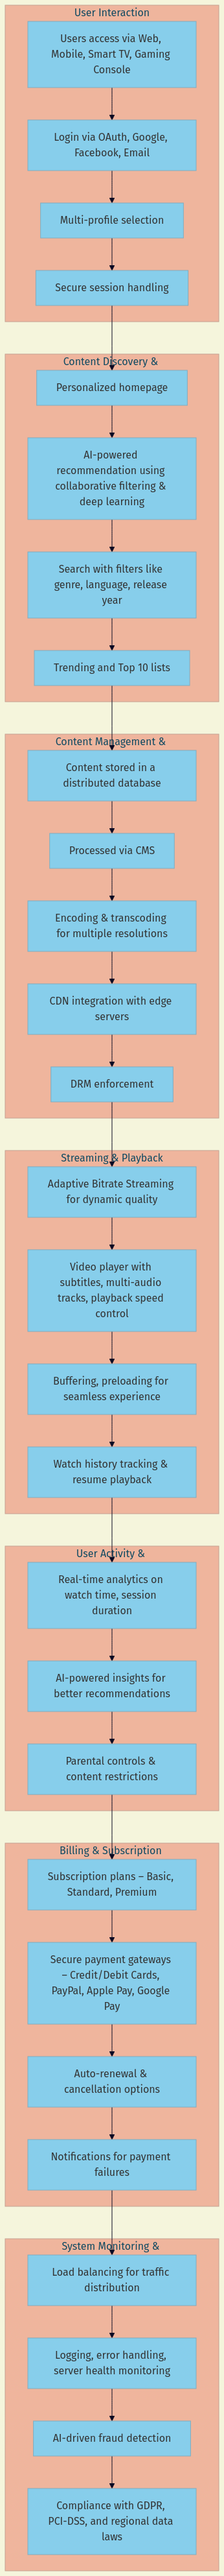 User Interaction
Users access via Web,
Mobile, Smart TV, Gaming
Console
Login via OAuth, Google,
Facebook, Email
Multi-profile selection
Secure session handling
Content Discovery &
Personalized homepage
AI-powered
recommendation using
collaborative filtering &
deep learning
Search with filters like
genre, language, release
year
Trending and Top 10 lists
Content Management &
Content stored in a
distributed database
Processed via CMS
Encoding & transcoding
for multiple resolutions
CDN integration with edge
servers
DRM enforcement
Streaming & Playback
Adaptive Bitrate Streaming
for dynamic quality
Video player with
subtitles, multi-audio
tracks, playback speed
control
Buffering, preloading for
seamless experience
Watch history tracking &
resume playback
User Activity &
Real-time analytics on
watch time, session
duration
AI-powered insights for
better recommendations
Parental controls &
content restrictions
Billing & Subscription
Subscription plans – Basic,
Standard, Premium
Secure payment gateways
– Credit/Debit Cards,
PayPal, Apple Pay, Google
Pay
Auto-renewal &
cancellation options
Notifications for payment
failures
System Monitoring &
Load balancing for traffic
distribution
Logging, error handling,
server health monitoring
AI-driven fraud detection
Compliance with GDPR,
PCI-DSS, and regional data
laws